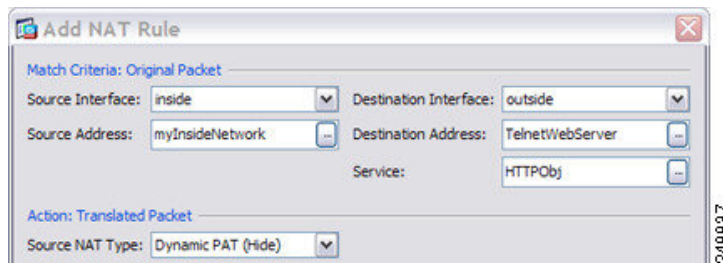 Add NAT Rule
Match Criteria: Original Packet
Source Interface: inside Destination Interface: outside
Source Address: myInsideNetwork ... Destination Address: TelnetWebServer ...
Service: HTTPObj ...
Action: Translated Packet
Source NAT Type: Dynamic PAT (Hide)
248837